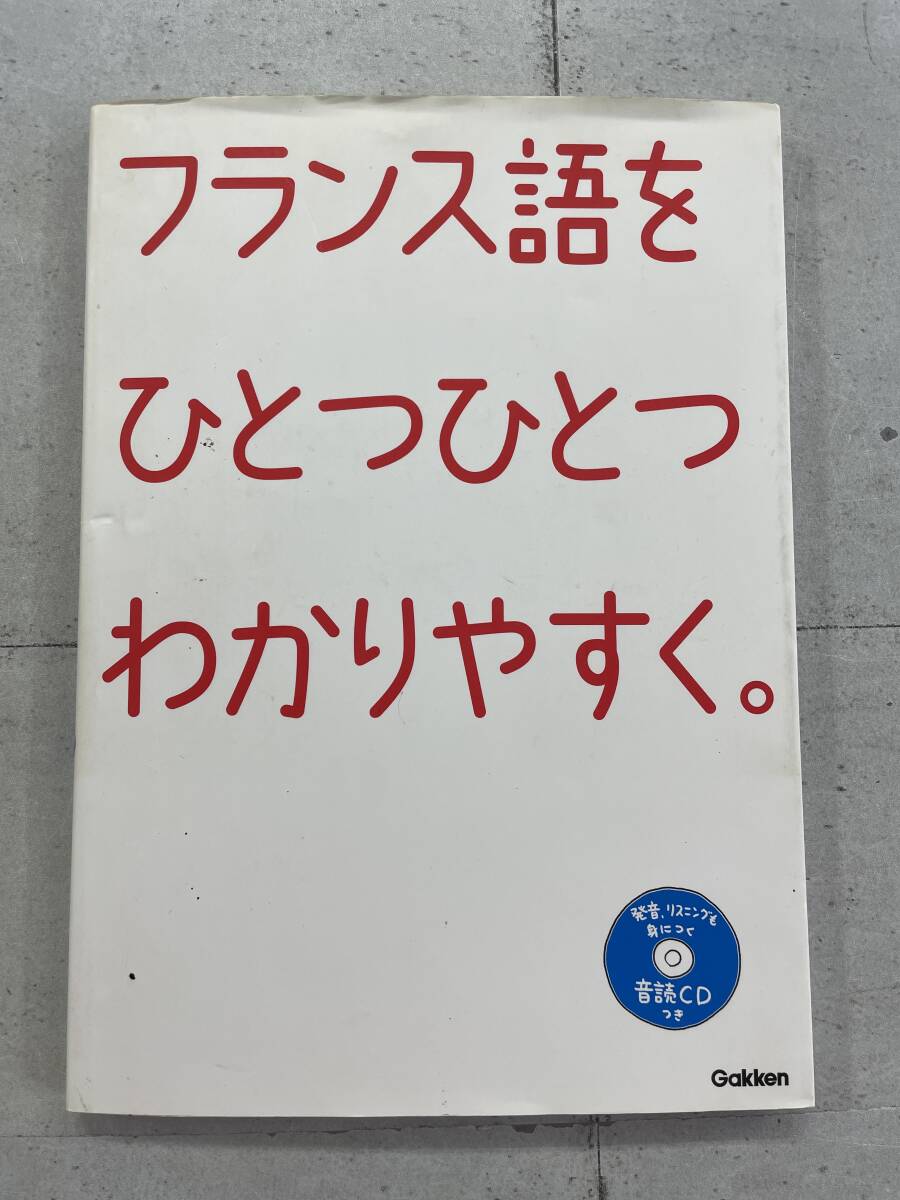 フランス語を
ひとつひとつ
わかりやすく。
発音、リスニングも
身につく
音読CD
つき
Gakken